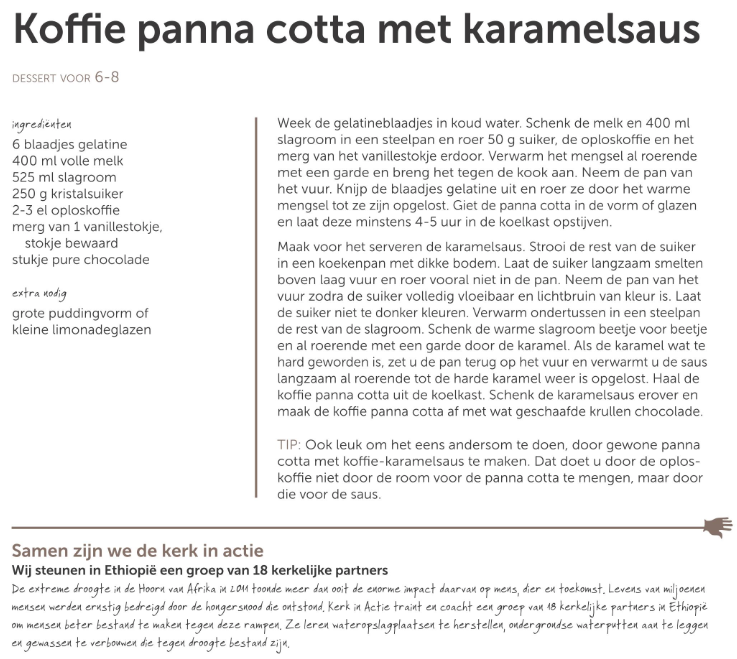 Koffie panna cotta met karamelsaus
DESSERT VOOR 6-8
ingrediënten
6 blaadjes gelatine
400 ml volle melk
525 ml slagroom
250 g kristalsuiker
2-3 el oploskoffie
merg van 1 vanillestokje,
stokje bewaard
stukje pure chocolade
extra nodig
grote puddingvorm of
kleine limonadeglazen
Week de gelatineblaadjes in koud water. Schenk de melk en 400 ml
slagroom in een steelpan en roer 50 g suiker, de oploskoffie en het
merg van het vanillestokje erdoor. Verwarm het mengsel al roerende
met een garde en breng het tegen de kook aan. Neem de pan van
het vuur. Knijp de blaadjes gelatine uit en roer ze door het warme
mengsel tot ze zijn opgelost. Giet de panna cotta in de vorm of glazen
en laat deze minstens 4-5 uur in de koelkast opstijven.
Maak voor het serveren de karamelsaus. Strooi de rest van de suiker
in een koekenpan met dikke bodem. Laat de suiker langzaam smelten
boven laag vuur en roer vooral niet in de pan. Neem de pan van het
vuur zodra de suiker volledig vloeibaar en lichtbruin van kleur is. Laat
de suiker niet te donker kleuren. Verwarm ondertussen in een steelpan
de rest van de slagroom. Schenk de warme slagroom beetje voor beetje
en al roerende met een garde door de karamel. Als de karamel wat te
hard geworden is, zet u de pan terug op het vuur en verwarmt u de saus
langzaam al roerende tot de harde karamel weer is opgelost. Haal de
koffie panna cotta uit de koelkast. Schenk de karamelsaus erover en
maak de koffie panna cotta af met wat geschaafde krullen chocolade.
TIP: Ook leuk om het eens andersom te doen, door gewone panna
cotta met koffie-karamelsaus te maken. Dat doet u door de oplos-
koffie niet door de room voor de panna cotta te mengen, maar door
die voor de saus.
Samen zijn we de kerk in actie
Wij steunen in Ethiopië een groep van 18 kerkelijke partners
De extreme droogte in de Hoorn van Afrika in 2011 toonde meer dan ooit de enorme impact daarvan op mens, dier en toekomst. Levens van miljoenen
mensen werden ernstig bedreigd door de hongersnood die ontstond. Kerk in Actie traint en coacht een groep van 18 kerkelijke partners in Ethiopië
om mensen beter bestand te maken tegen deze rampen. Ze leren wateropslagplaatsen te herstellen, ondergrondse waterputten aan te leggen
en gewassen te verbouwen die tegen droogte bestand zijn.